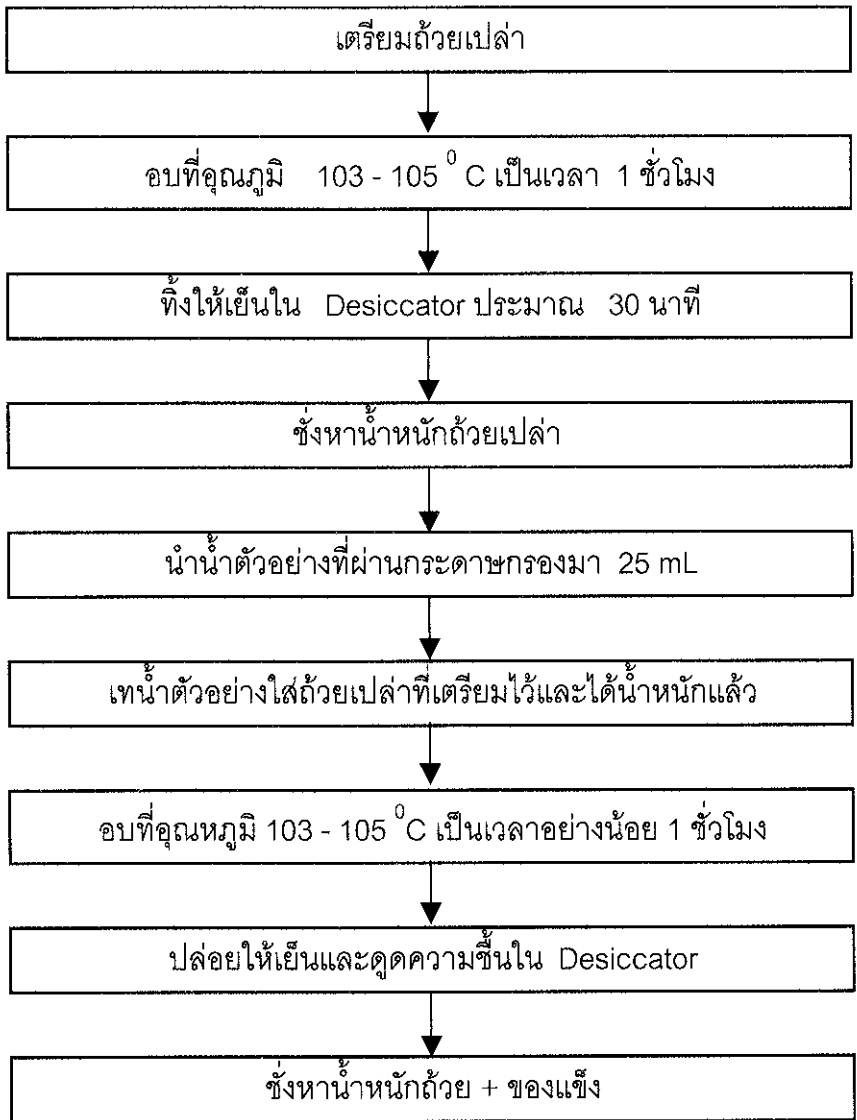 เตรียมถ้วยเปล่า
อบที่อุณภูมิ 103 - 105 ⁰ C เป็นเวลา 1 ชั่วโมง
ทิ้งให้เย็นใน Desiccator ประมาณ 30 นาที
ชั่งหาน้ำหนักถ้วยเปล่า
นำน้ำตัวอย่างที่ผ่านกระดาษกรองมา 25 mL
เทน้ำตัวอย่างใส่ถ้วยเปล่าที่เตรียมไว้และได้น้ำหนักแล้ว
อบที่อุณหภูมิ 103 - 105 ⁰C เป็นเวลาอย่างน้อย 1 ชั่วโมง
ปล่อยให้เย็นและดูดความชื้นใน Desiccator
ชั่งหาน้ำหนักถ้วย + ของแข็ง